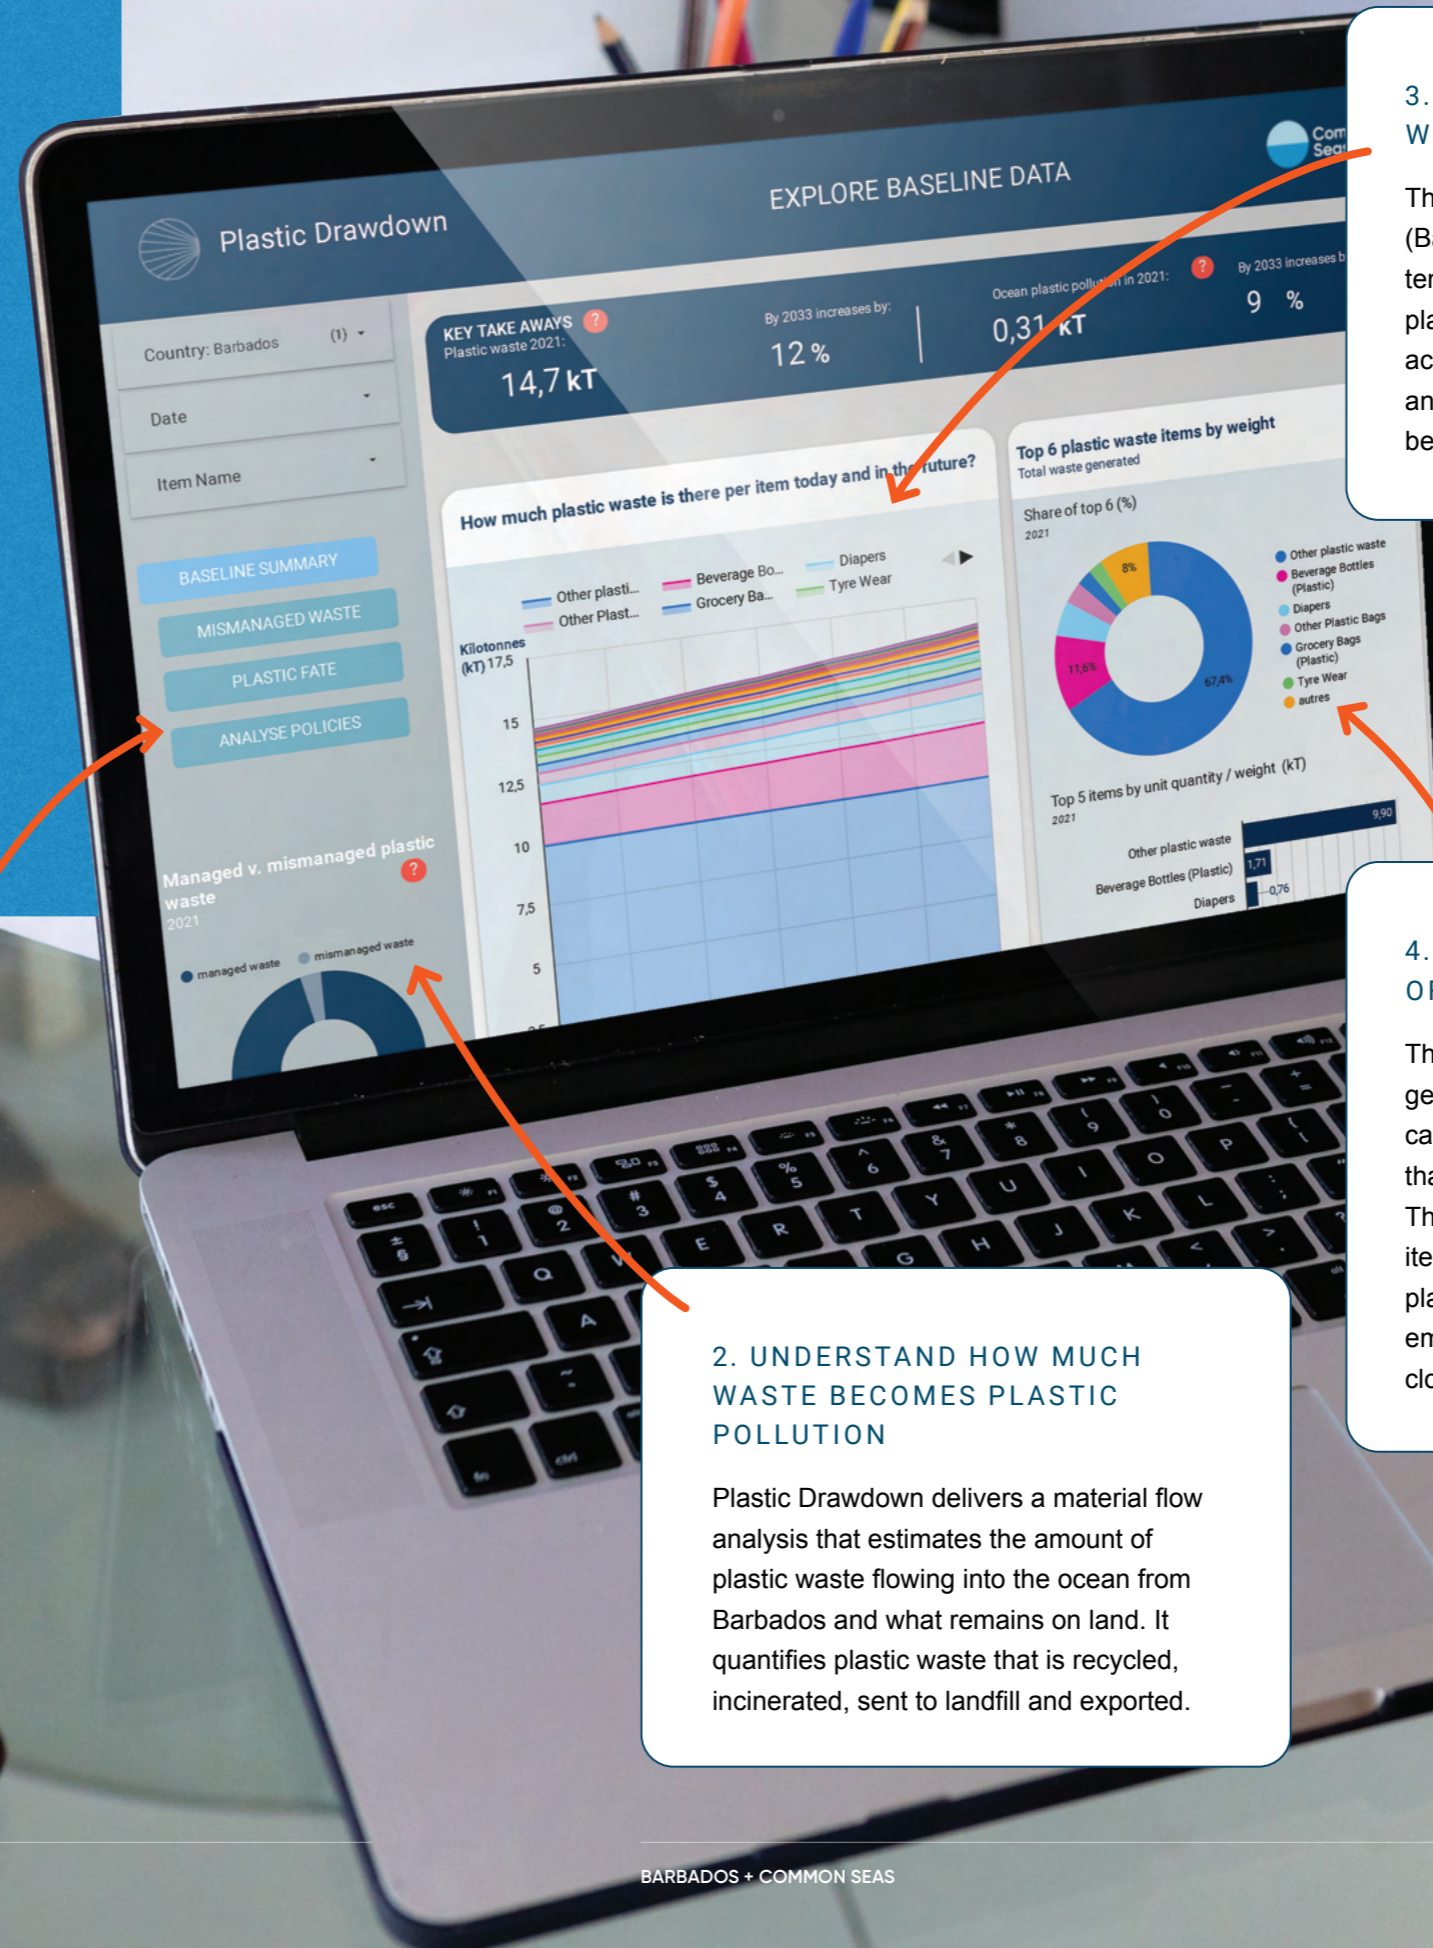 Plastic Drawdown
EXPLORE BASELINE DATA
Country: Barbados (1)
Date
Item Name
BASELINE SUMMARY
MISMANAGED WASTE
PLASTIC FATE
ANALYSE POLICIES
Managed v. mismanaged plastic
waste
2021
managed waste
mismanaged waste
KEY TAKE AWAYS ?
Plastic waste 2021:
14,7 kT
By 2033 increases by:
12 %
Ocean plastic pollution in 2021: ?
0,31 kT
By 2033 increases
9 %
How much plastic waste is there per item today and in the future?
Other plasti...
Beverage Bo...
Diapers
Other Plast...
Grocery Ba...
Tyre Wear
Kilotonnes
(kT) 17,5
15
12,5
10
7,5
5
Top 6 plastic waste items by weight
Total waste generated
Share of top 6 (%)
2021
8%
11,6%
67,4%
Other plastic waste
Beverage Bottles
(Plastic)
Diapers
Other Plastic Bags
Grocery Bags
(Plastic)
Tyre Wear
autres
Top 5 items by unit quantity / weight (kT)
2021
Other plastic waste 9,90
Beverage Bottles (Plastic) 1,71
Diapers 0,76
3.
4.
esc
Q
E
R
T
Y
U
I
O
P
A
G
H
J
K
L
2. UNDERSTAND HOW MUCH
WASTE BECOMES PLASTIC
POLLUTION
Plastic Drawdown delivers a material flow
analysis that estimates the amount of
plastic waste flowing into the ocean from
Barbados and what remains on land. It
quantifies plastic waste that is recycled,
incinerated, sent to landfill and exported.
BARBADOS + COMMON SEAS